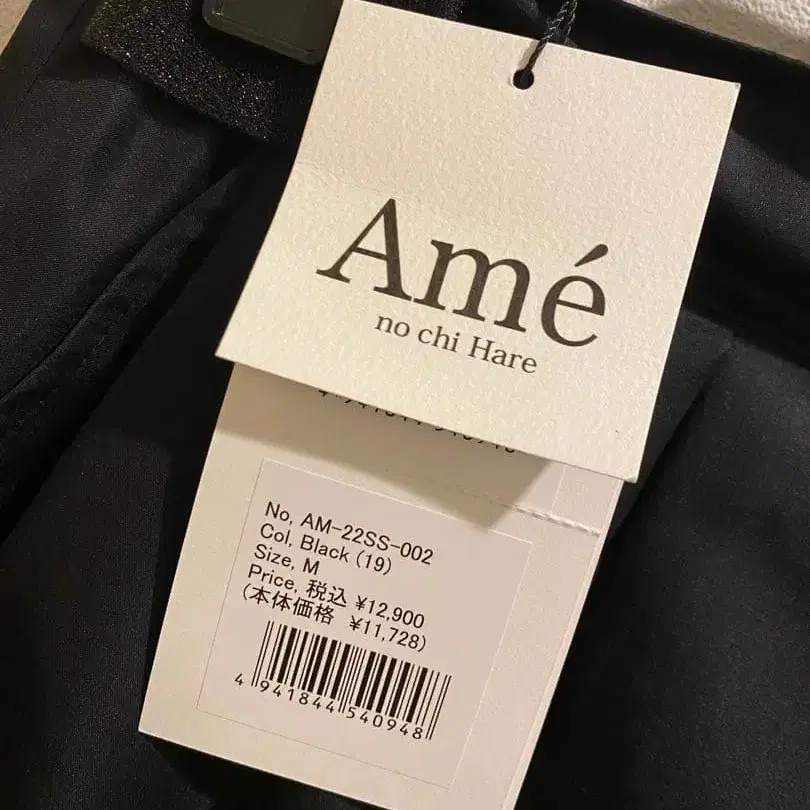 Amé
no chi Hare
No, AM-22SS-002
Col, Black (19)
Size, M
Price, 税込 ¥12,900
(本体価格 ¥11,728)
4 941844 540948